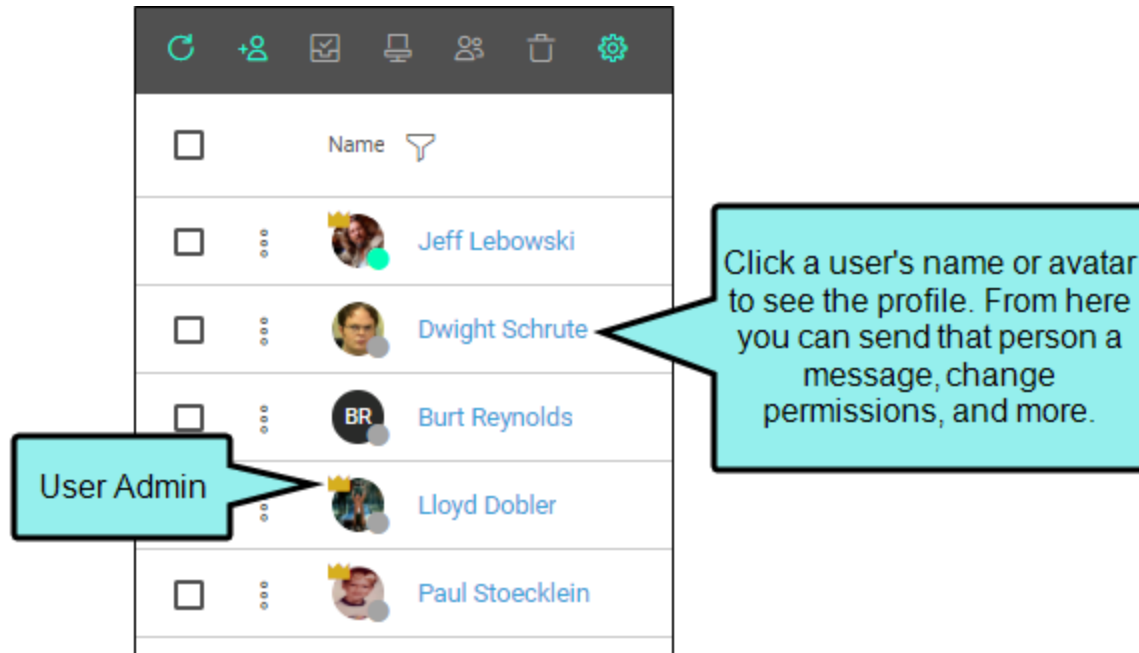 Name
Jeff Lebowski
Click a user's name or avatar
to see the profile. From here
you can send that person a
message, change
permissions, and more.
Dwight Schrute
BR
Burt Reynolds
User Admin
Lloyd Dobler
Paul Stoecklein